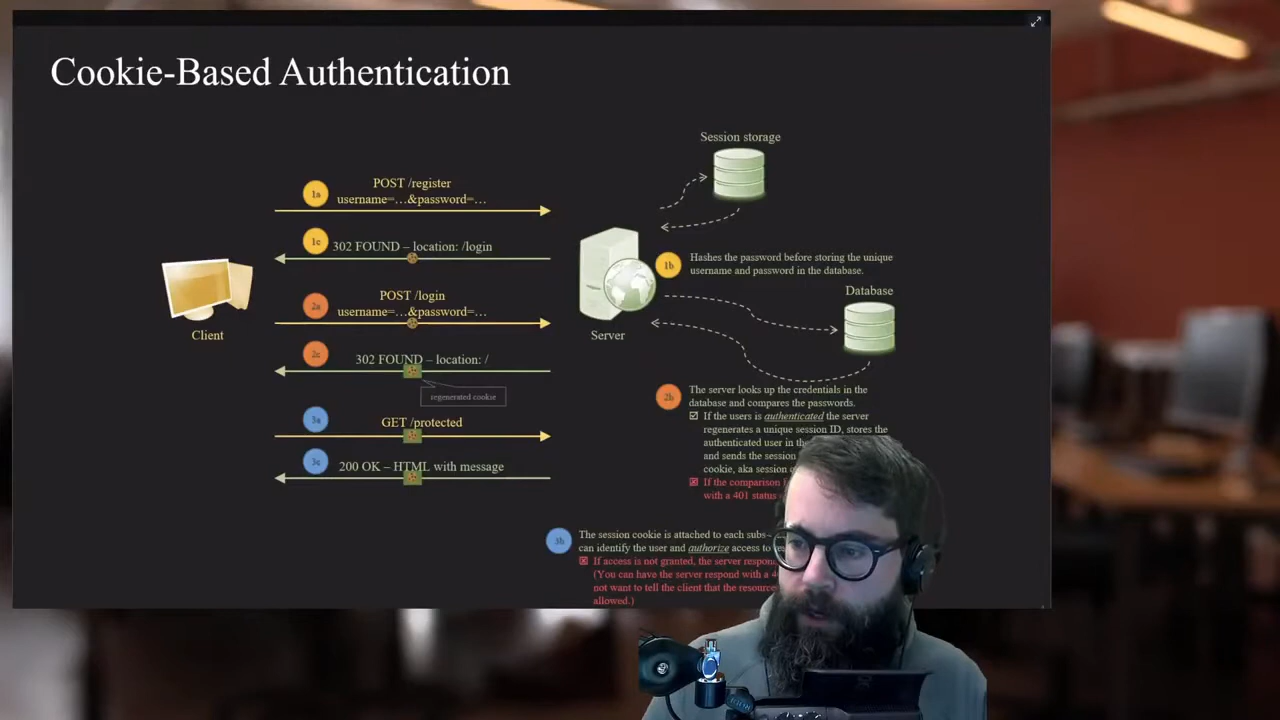 Cookie-Based Authentication
Session storage
1a
POST /register
username=…&password=…
1c
302 FOUND – location: /login
1b
Hashes the password before storing the unique
username and password in the database.
Database
2a
POST /login
username=…&password=…
Client
Server
2c
302 FOUND – location: /
regenerated cookie
2b
The server looks up the credentials in the
database and compares the passwords.
If the users is authenticated the server
regenerates a unique session ID, stores the
authenticated user in the
and sends the session
cookie, aka session
If the comparison
with a 401 status
3a
GET /protected
3c
200 OK – HTML with message
3b
The session cookie is attached to each
can identify the user and authorize access to
If access is not granted, the server
(You can have the server respond with a
not want to tell the client that the
allowed.)